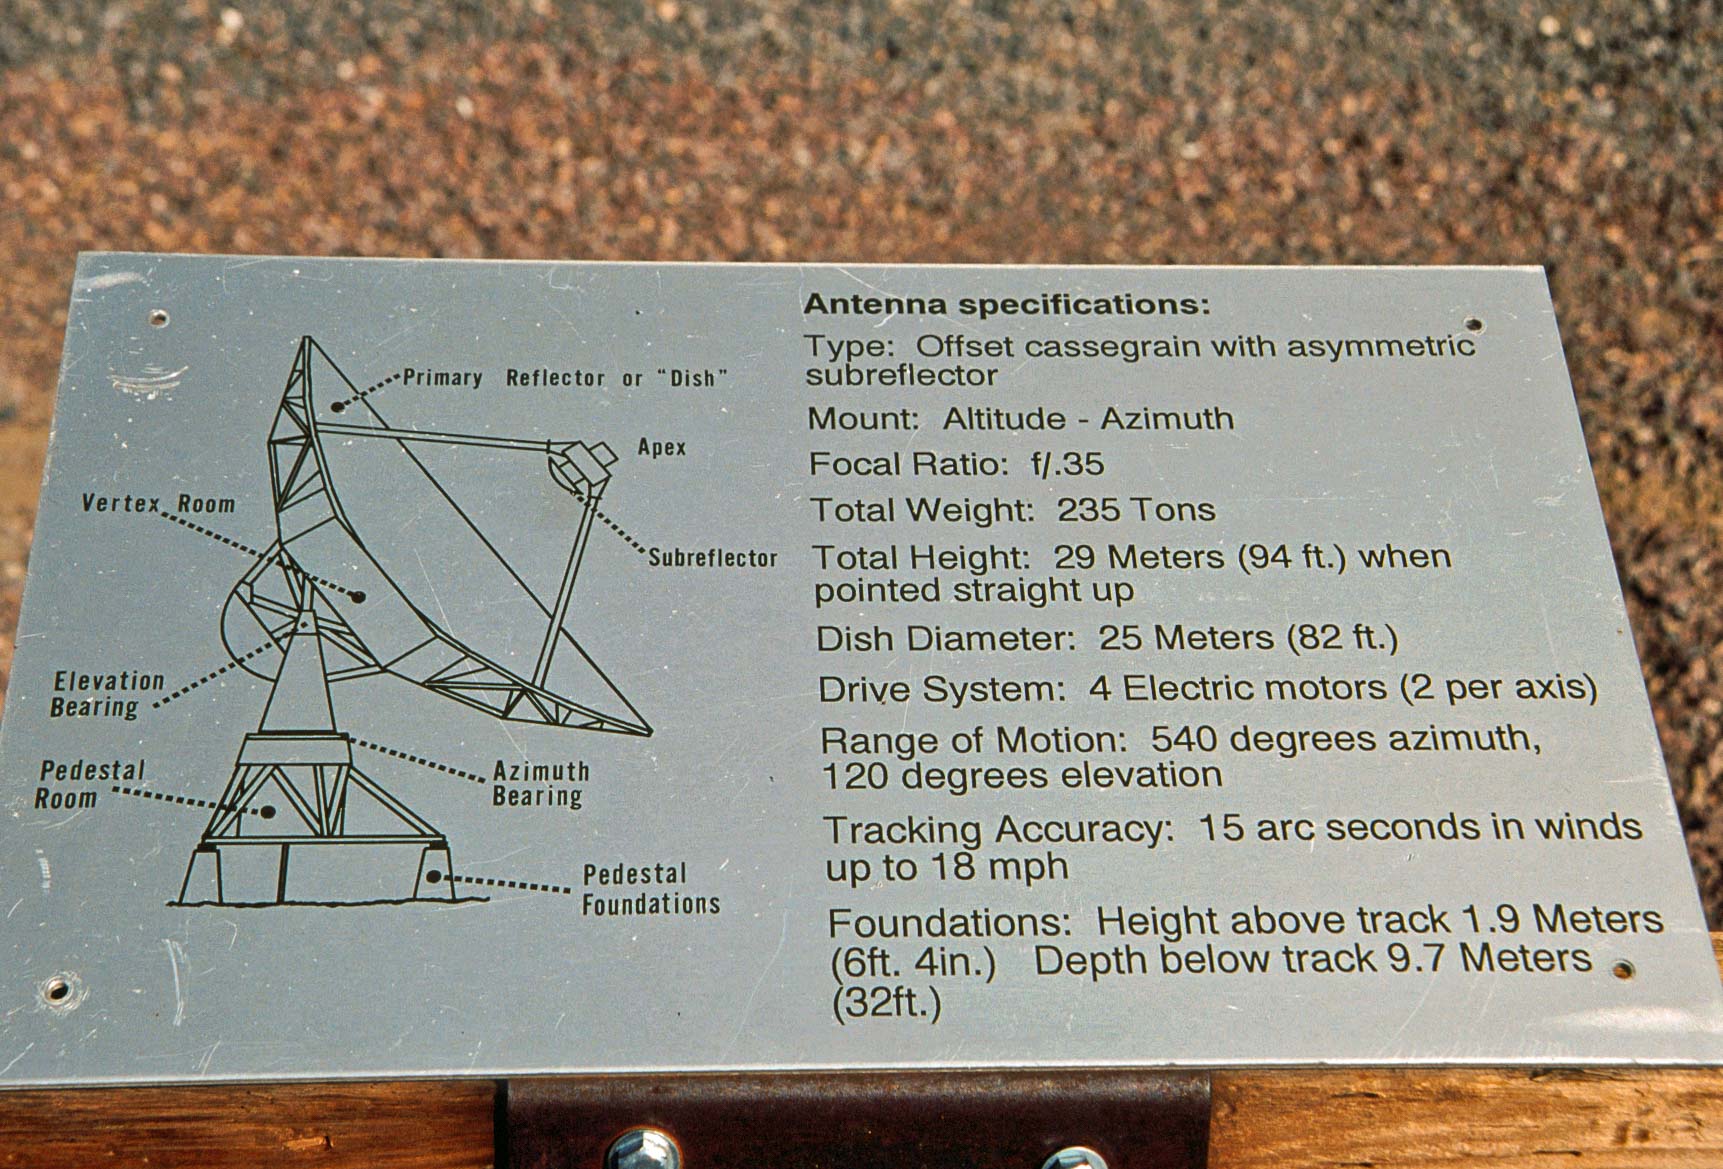 Primary Reflector or "Dish"
Apex
Vertex Room
Subreflector
Elevation
Bearing
Pedestal
Room
Azimuth
Bearing
Pedestal
Foundations
Antenna specifications:
Type: Offset cassegrain with asymmetric
subreflector
Mount: Altitude - Azimuth
Focal Ratio: f/.35
Total Weight: 235 Tons
Total Height: 29 Meters (94 ft.) when
pointed straight up
Dish Diameter: 25 Meters (82 ft.)
Drive System: 4 Electric motors (2 per axis)
Range of Motion: 540 degrees azimuth,
120 degrees elevation
Tracking Accuracy: 15 arc seconds in winds
up to 18 mph
Foundations: Height above track 1.9 Meters
(6ft. 4in.) Depth below track 9.7 Meters
(32ft.)